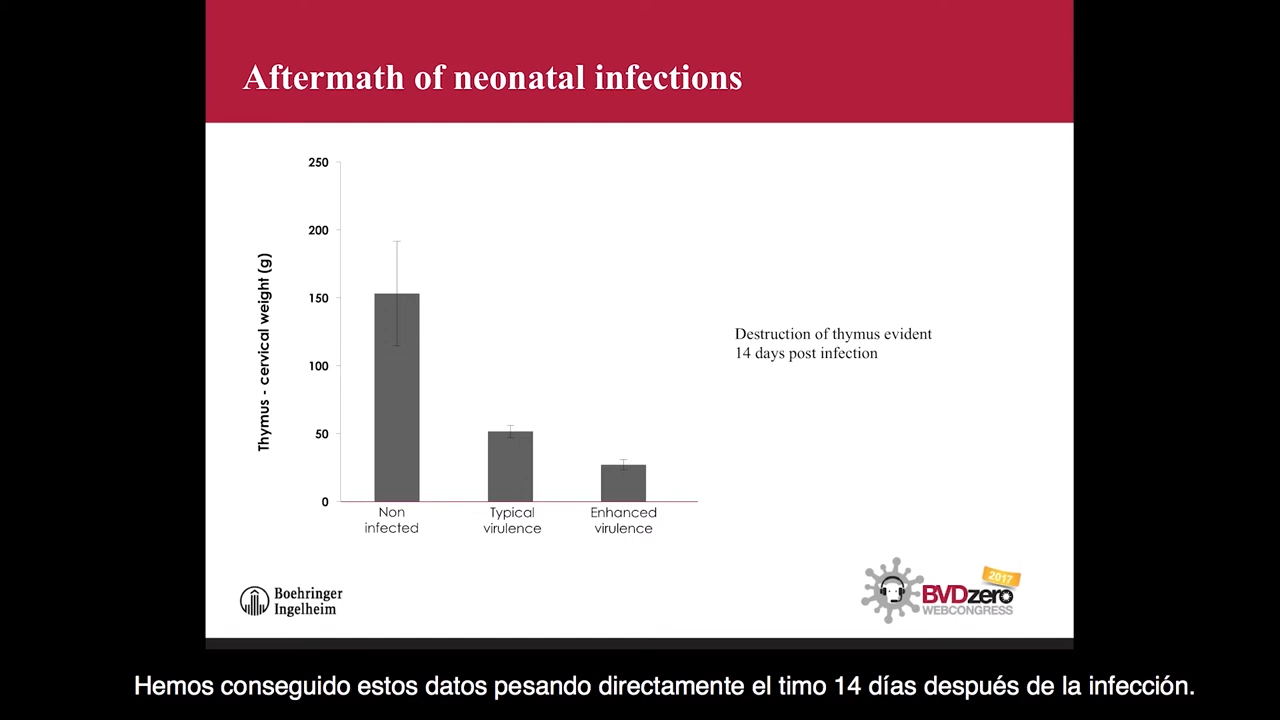 Aftermath of neonatal infections
250
200
150
100
50
0
Thymus - cervical weight (g)
Non
infected
Typical
virulence
Enhanced
virulence
Destruction of thymus evident
14 days post infection
Boehringer
Ingelheim
2017
BVDzero
WEBCONGRESS
Hemos conseguido estos datos pesando directamente el timo 14 días después de la infección.